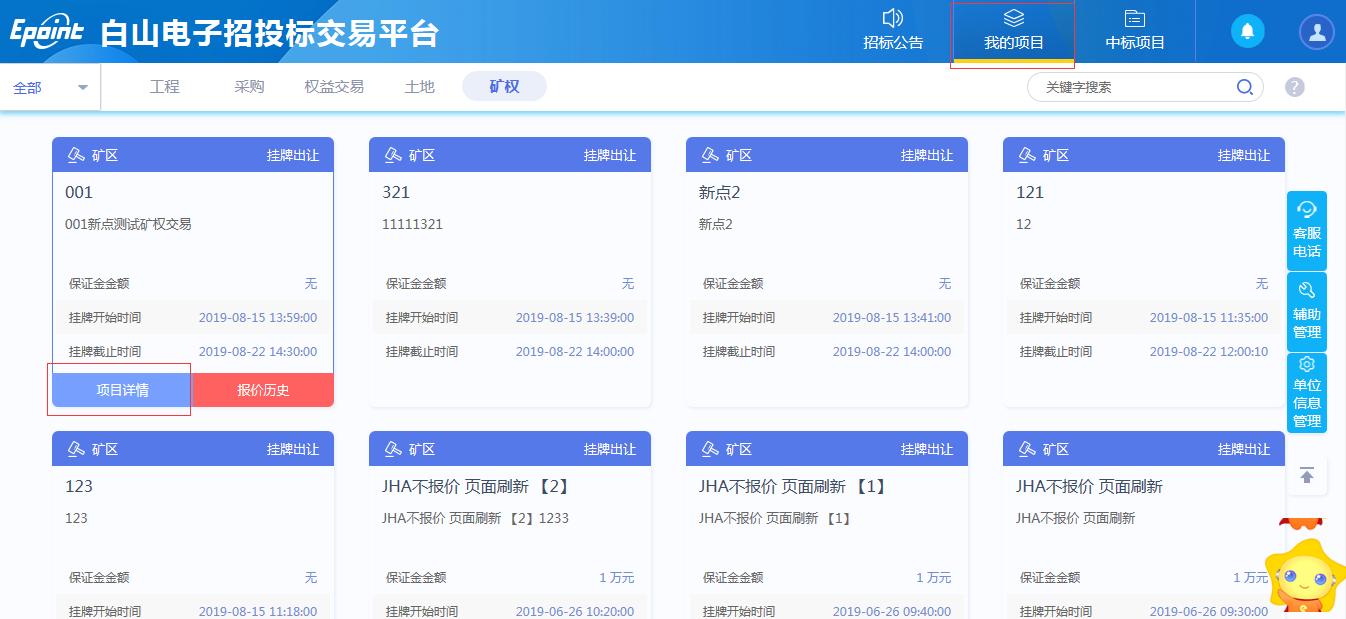 Epoint 白山电子招投标交易平台
招标公告
我的项目
中标项目
全部
工程
采购
权益交易
土地
矿权
关键字搜索
?
矿区 挂牌出让
001
001新点测试矿权交易
保证金金额 无
挂牌开始时间 2019-08-15 13:59:00
挂牌截止时间 2019-08-22 14:30:00
项目详情 报价历史
矿区 挂牌出让
321
11111321
保证金金额 无
挂牌开始时间 2019-08-15 13:39:00
挂牌截止时间 2019-08-22 14:00:00
矿区 挂牌出让
新点2
新点2
保证金金额 无
挂牌开始时间 2019-08-15 13:41:00
挂牌截止时间 2019-08-22 14:00:00
矿区 挂牌出让
121
12
保证金金额 无
挂牌开始时间 2019-08-15 11:35:00
挂牌截止时间 2019-08-22 12:00:10
客服
电话
辅助
管理
单位
信息
管理
矿区 挂牌出让
123
123
保证金金额 无
挂牌开始时间 2019-08-15 11:18:00
矿区 挂牌出让
JHA不报价 页面刷新 【2】
JHA不报价 页面刷新 【2】1233
保证金金额 1 万元
挂牌开始时间 2019-06-26 10:20:00
矿区 挂牌出让
JHA不报价 页面刷新 【1】
JHA不报价 页面刷新 【1】
保证金金额 1 万元
挂牌开始时间 2019-06-26 09:40:00
矿区 挂牌出让
JHA不报价 页面刷新
JHA不报价 页面刷新
保证金金额 1 万元
挂牌开始时间 2019-06-26 09:30:00